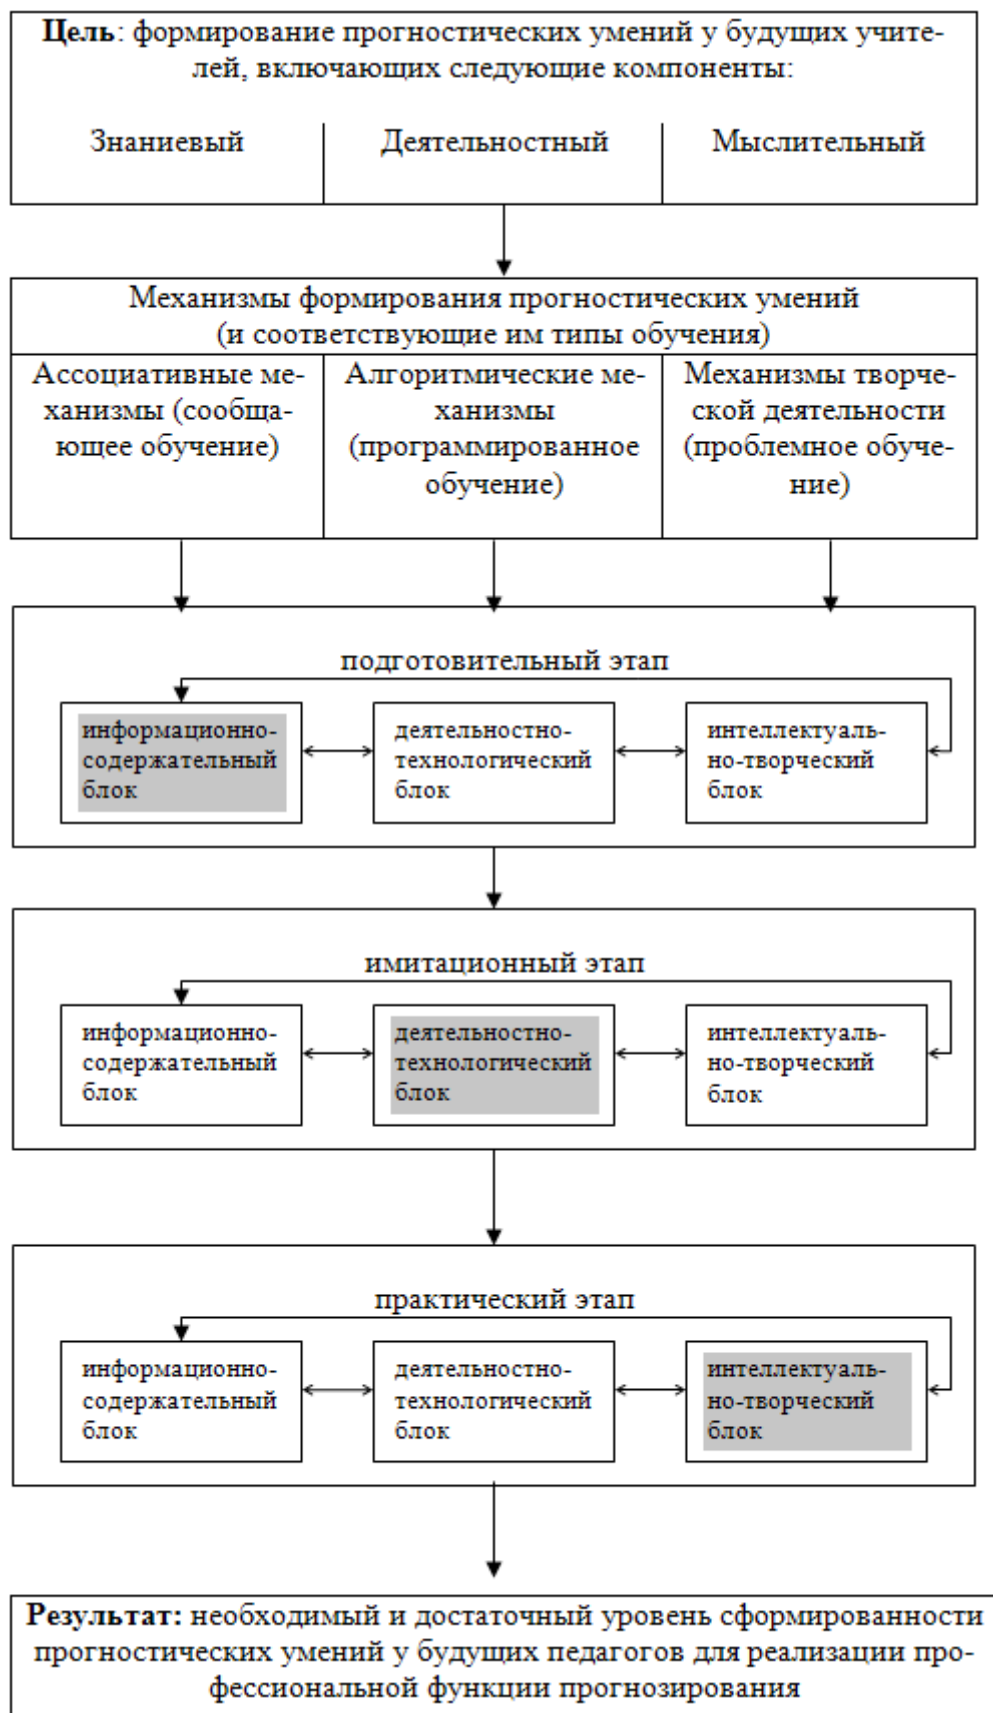 Цель: формирование прогностических умений у будущих учите-
лей, включающих следующие компоненты:
Знаниевый
Деятельностный
Мыслительный
Механизмы формирования прогностических умений
(и соответствующие им типы обучения)
Ассоциативные ме-
ханизмы (сообща-
ющее обучение)
Алгоритмические ме-
ханизмы
(программированное
обучение)
Механизмы творче-
ской деятельности
(проблемное обуче-
ние)
подготовительный этап
информационно-
содержательный
блок
деятельностно-
технологический
блок
интеллектуаль-
но-творческий
блок
имитационный этап
информационно-
содержательный
блок
деятельностно-
технологический
блок
интеллектуаль-
но-творческий
блок
практический этап
информационно-
содержательный
блок
деятельностно-
технологический
блок
интеллектуаль-
но-творческий
блок
Результат: необходимый и достаточный уровень сформированности
прогностических умений у будущих педагогов для реализации про-
фессиональной функции прогнозирования